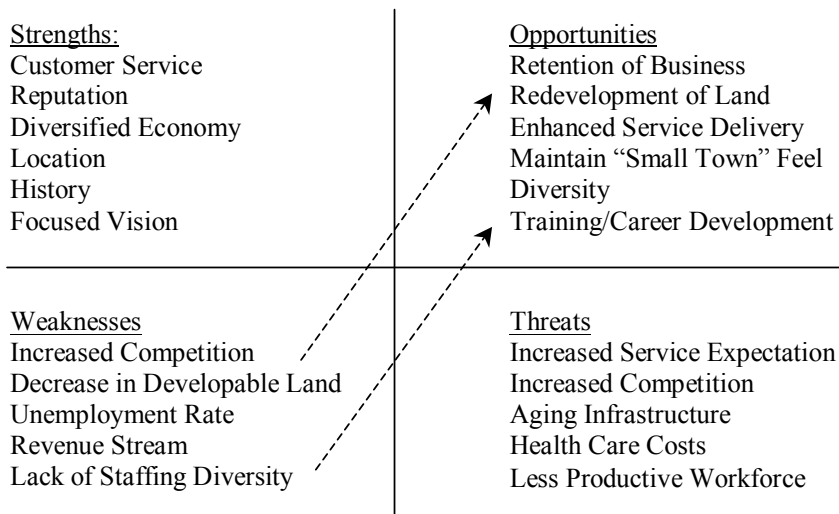 Strengths:
Customer Service
Reputation
Diversified Economy
Location
History
Focused Vision
Opportunities
Retention of Business
Redevelopment of Land
Enhanced Service Delivery
Maintain “Small Town” Feel
Diversity
Training/Career Development
Weaknesses
Increased Competition
Decrease in Developable Land
Unemployment Rate
Revenue Stream
Lack of Staffing Diversity
Threats
Increased Service Expectation
Increased Competition
Aging Infrastructure
Health Care Costs
Less Productive Workforce